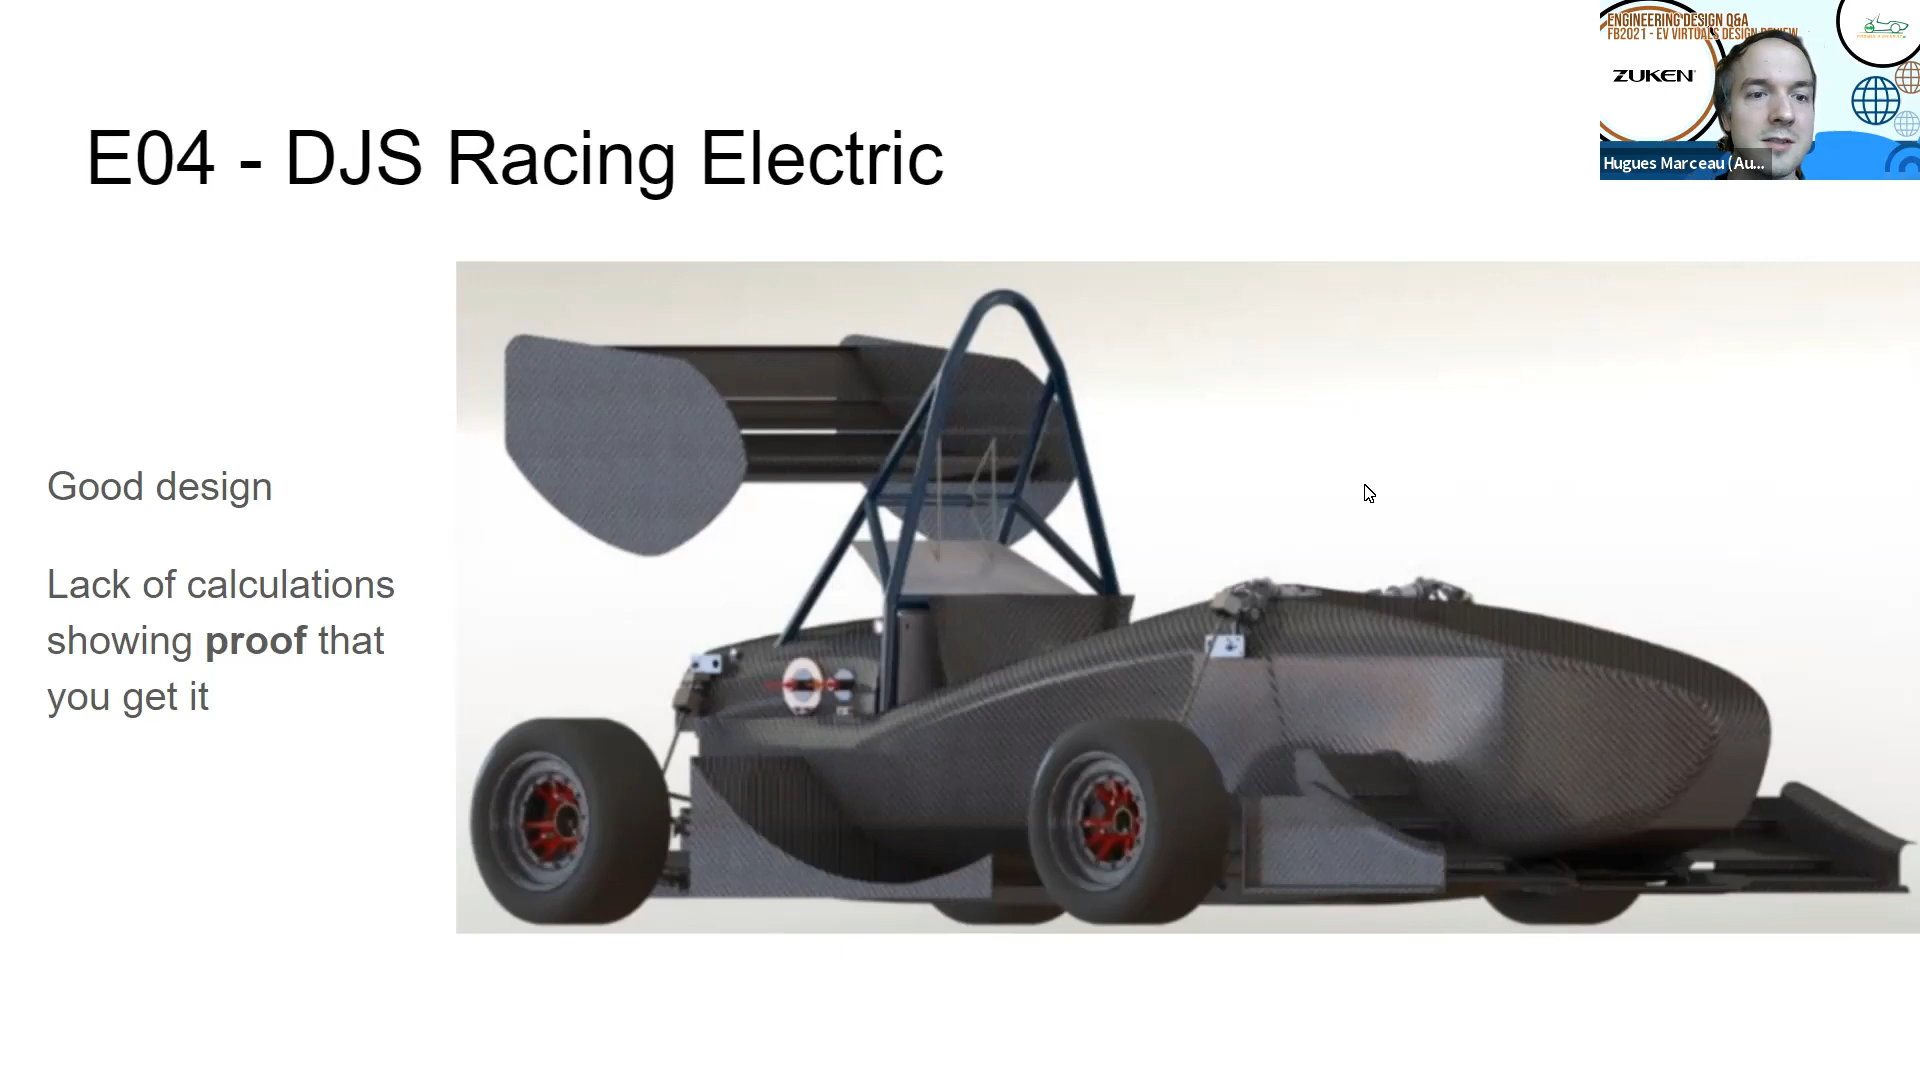 E04 - DJS Racing Electric
Good design
Lack of calculations
showing proof that
you get it
ENGINEERING DESIGN Q&A
FB2021 - EV VIRTUALS DESIGN REVIEW
ZUKEN
Hugues Marceau (Au...